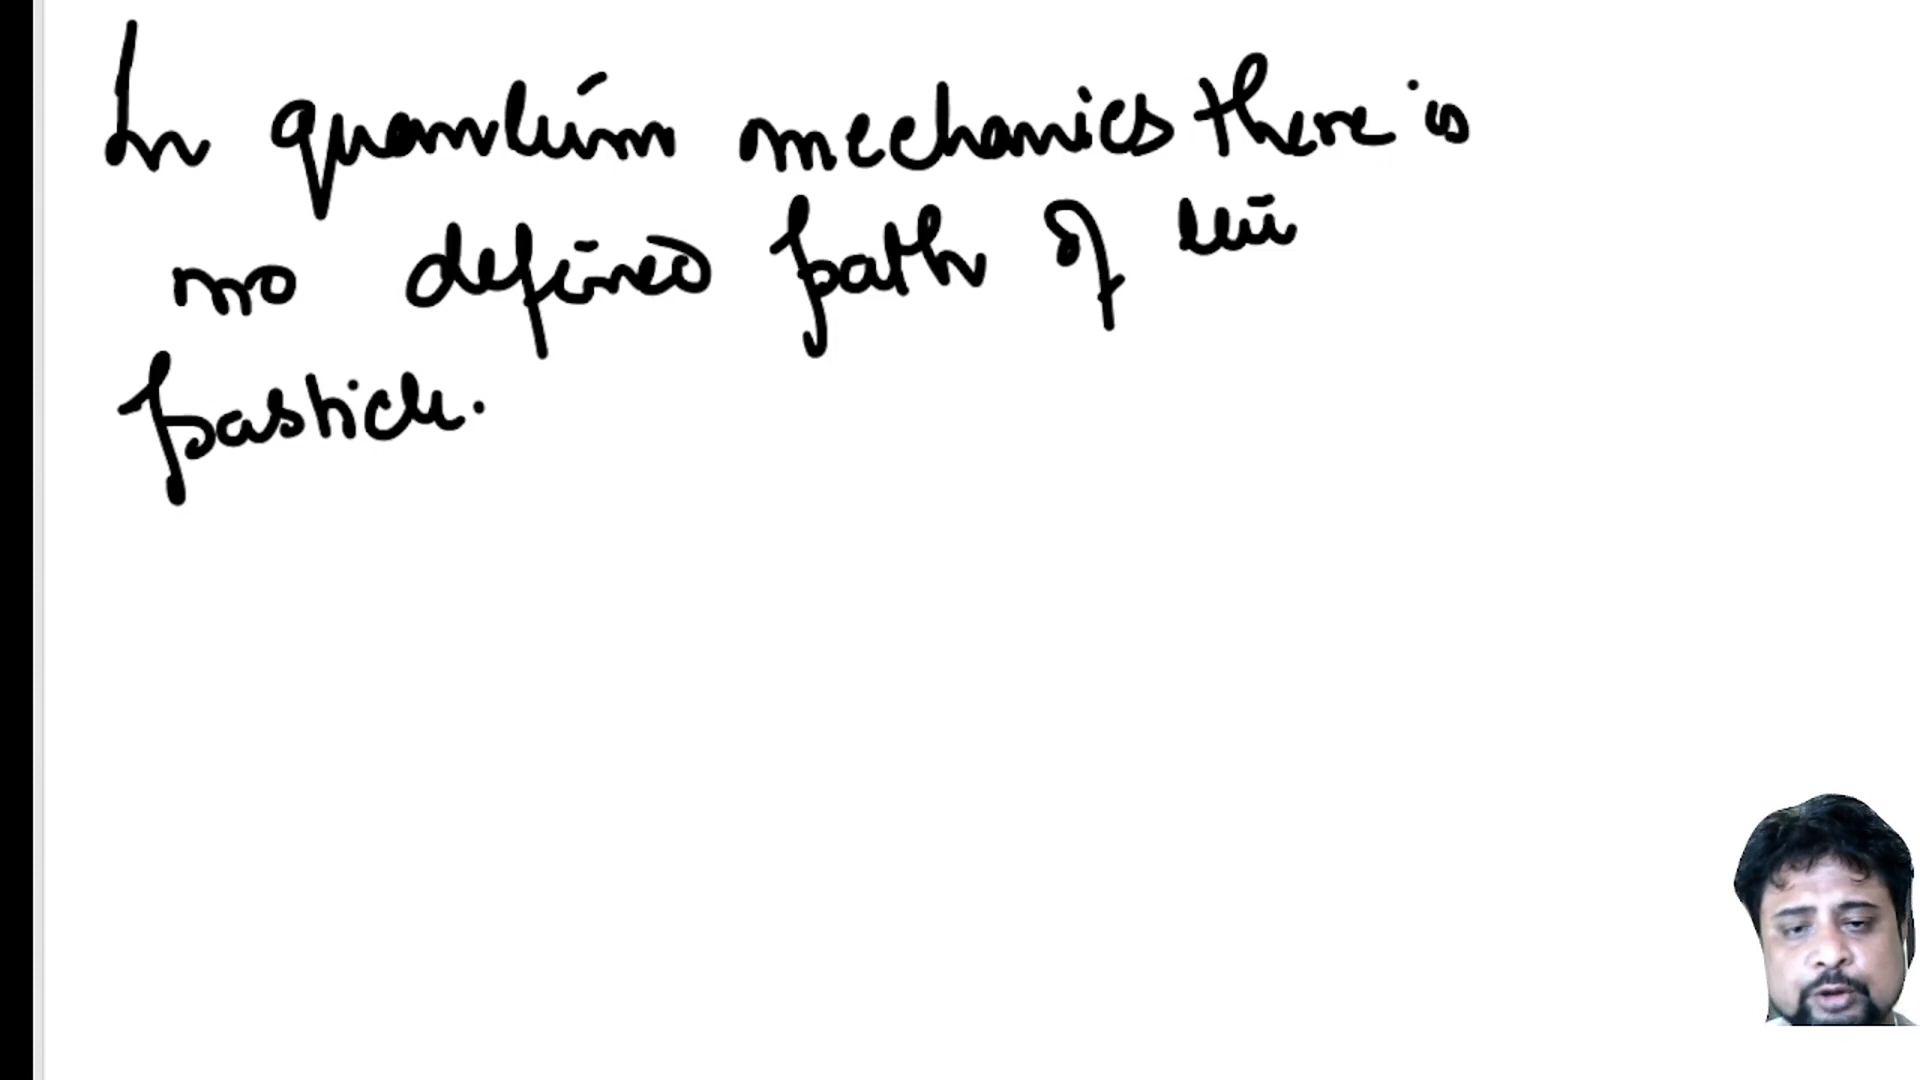 In quantum mechanics there is
no defined path of the
particle.